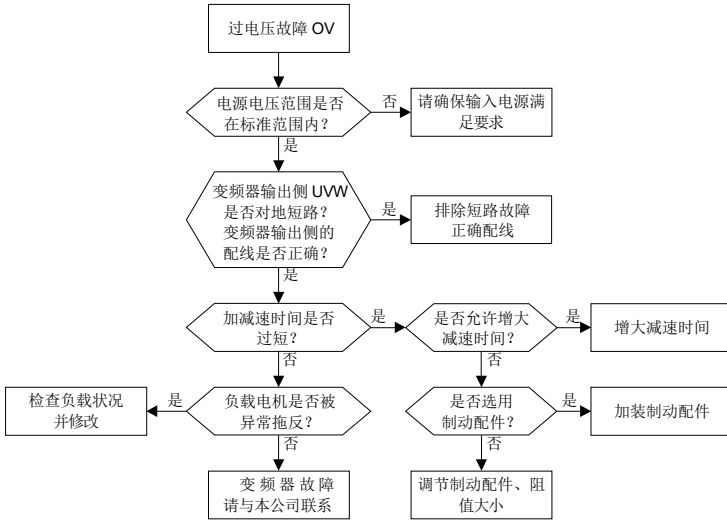 过电压故障 OV
电源电压范围是否
在标准范围内？
否
请确保输入电源满
足要求
是
变频器输出侧 UVW
是否对地短路？
变频器输出侧的
配线是否正确？
是
排除短路故障
正确配线
是
加减速时间是否
过短？
是
是否允许增大
减速时间？
是
增大减速时间
否
否
检查负载状况
并修改
是
负载电机是否被
异常拖反？
是否选用
制动配件？
是
加装制动配件
否
否
变 频 器 故 障
请与本公司联系
调节制动配件、阻
值大小